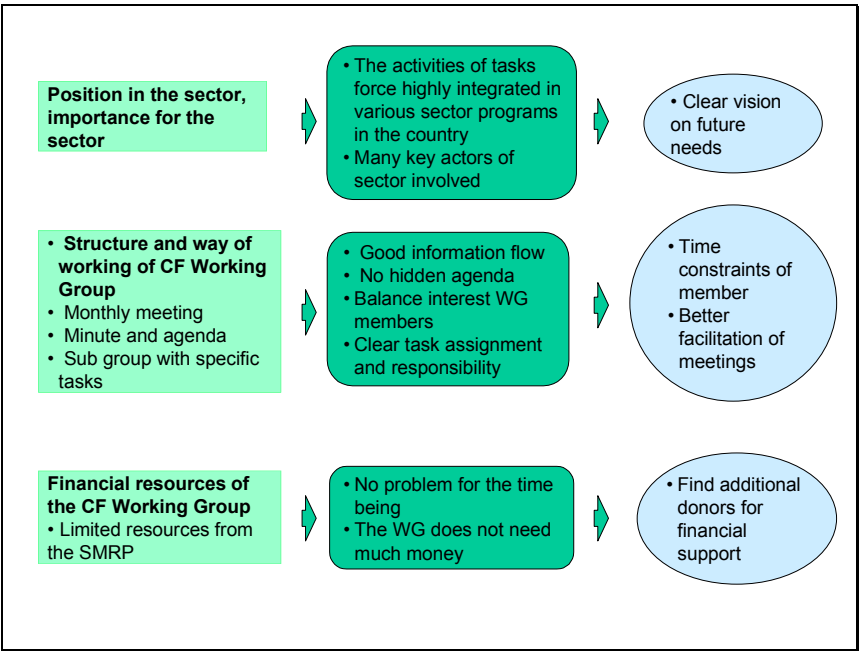 Position in the sector,
importance for the
sector
• The activities of tasks
force highly integrated in
various sector programs
in the country
• Many key actors of
sector involved
• Clear vision
on future
needs
• Structure and way of
working of CF Working
Group
• Monthly meeting
• Minute and agenda
• Sub group with specific
tasks
• Good information flow
• No hidden agenda
• Balance interest WG
members
• Clear task assignment
and responsibility
• Time
constraints of
member
• Better
facilitation of
meetings
Financial resources of
the CF Working Group
• Limited resources from
the SMRP
• No problem for the time
being
• The WG does not need
much money
• Find additional
donors for
financial
support